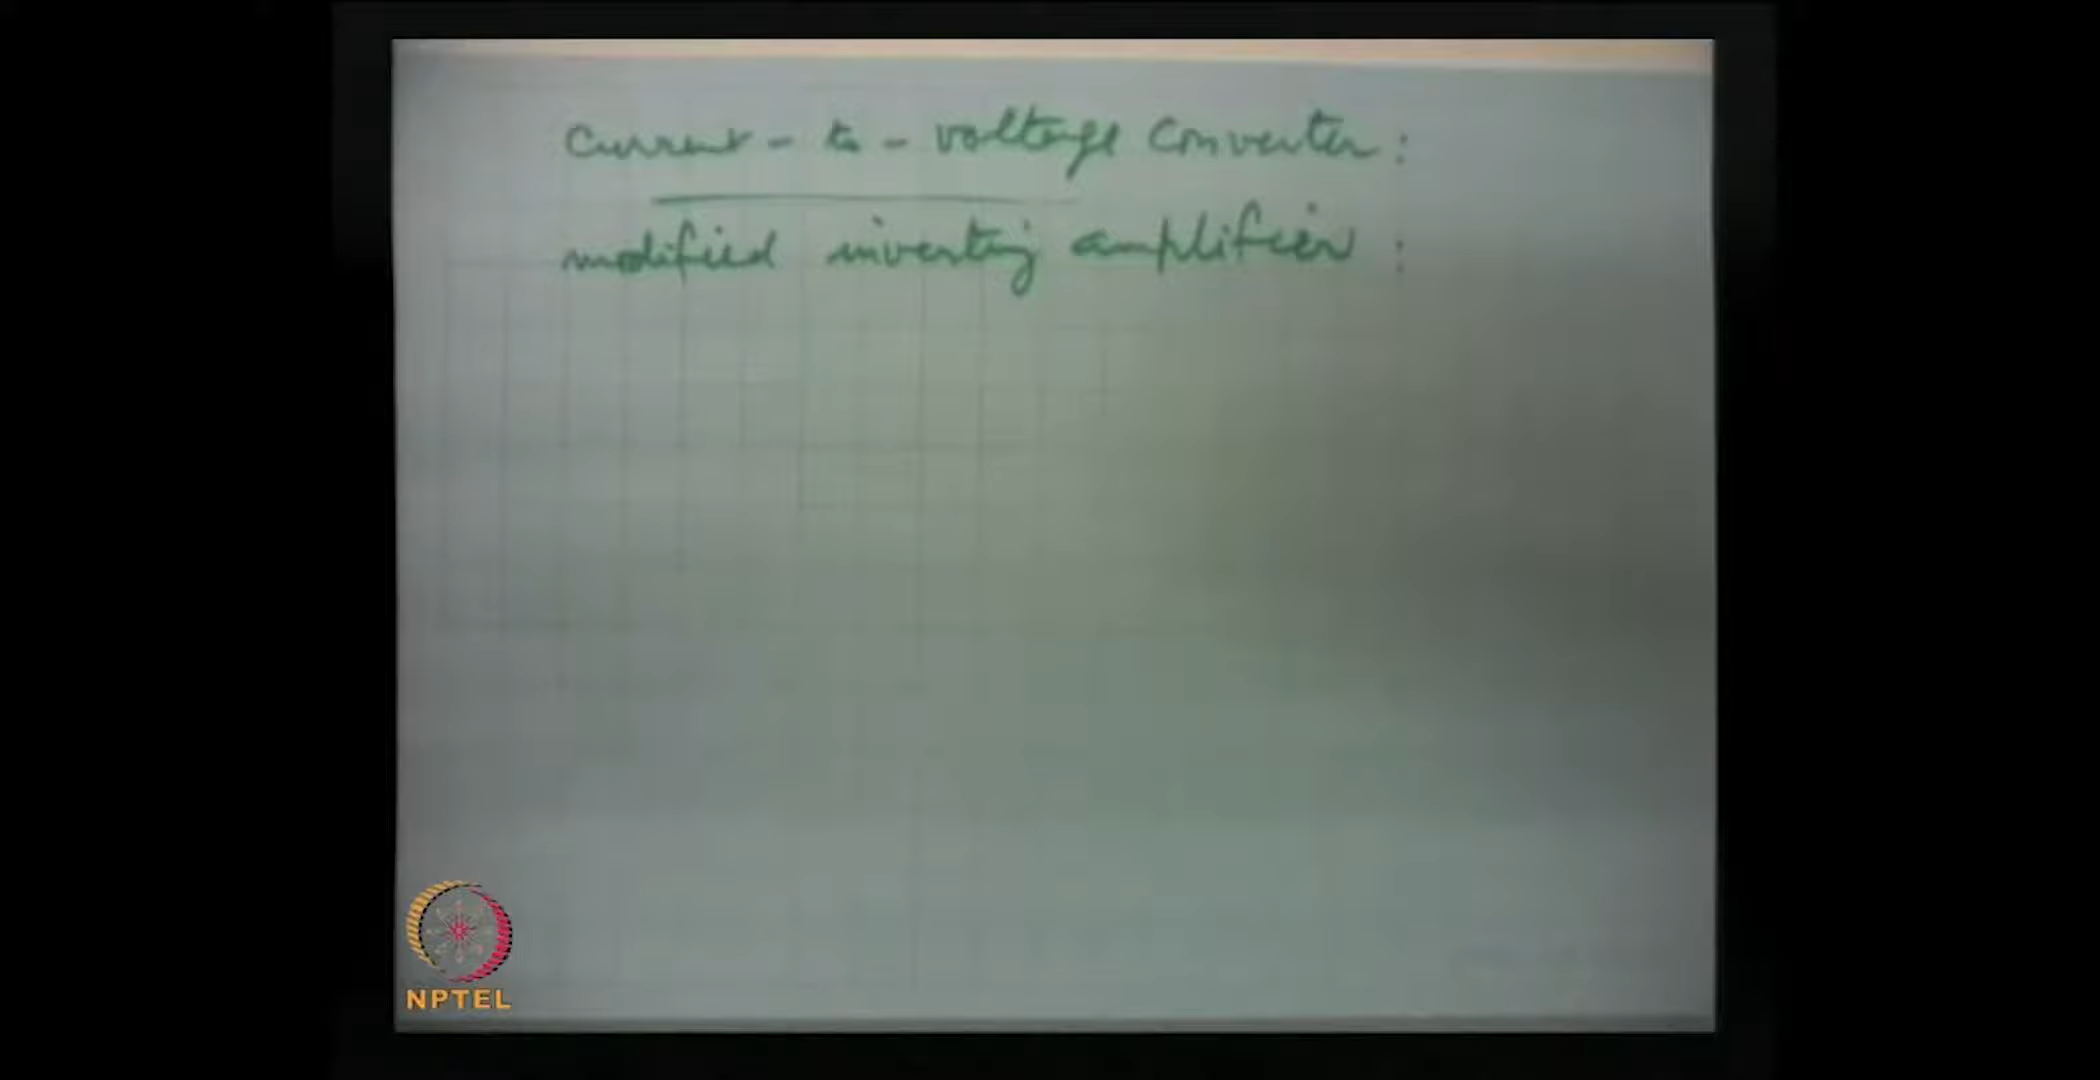 Current - to - voltage converter :
modified inverting amplifier :
NPTEL